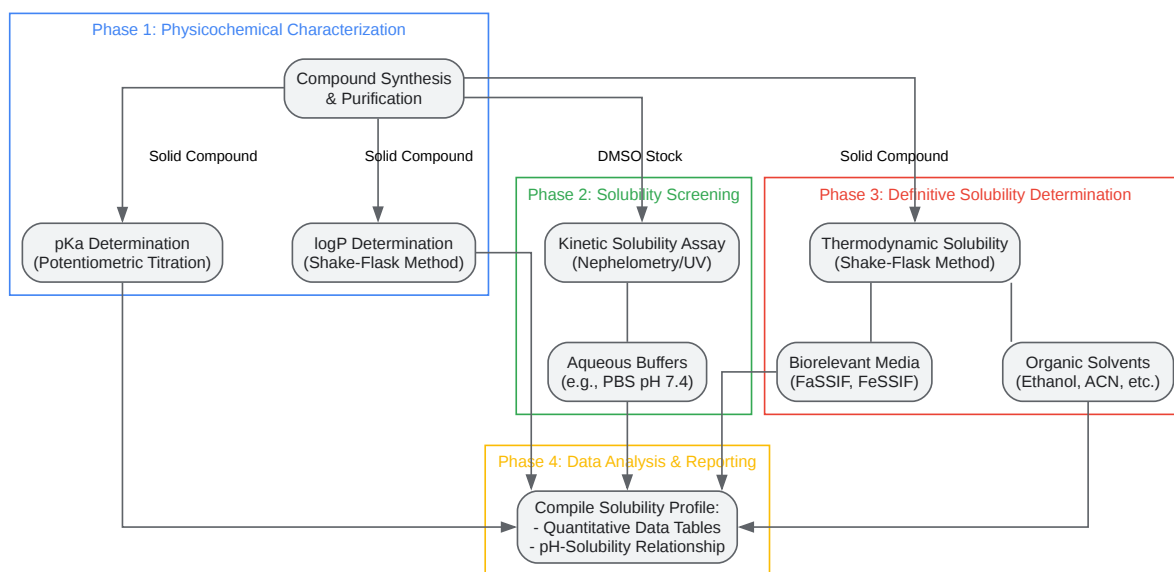 Phase 1: Physicochemical Characterization
Compound Synthesis
& Purification
Solid Compound
Solid Compound
DMSO Stock
Solid Compound
Phase 2: Solubility Screening
Phase 3: Definitive Solubility Determination
pKa Determination
(Potentiometric Titration)
logP Determination
(Shake-Flask Method)
Kinetic Solubility Assay
(Nephelometry/UV)
Thermodynamic Solubility
(Shake-Flask Method)
Aqueous Buffers
(e.g., PBS pH 7.4)
Biorelevant Media
(FaSSIF, FeSSIF)
Organic Solvents
(Ethanol, ACN, etc.)
Phase 4: Data Analysis & Reporting
Compile Solubility Profile:
- Quantitative Data Tables
- pH-Solubility Relationship